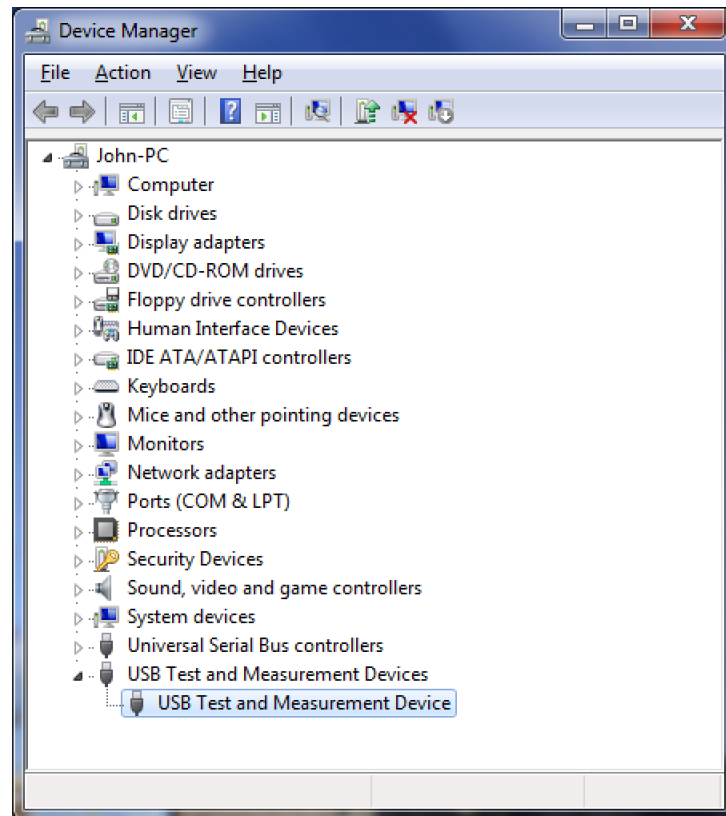 Device Manager
File Action View Help
John-PC
Computer
Disk drives
Display adapters
DVD/CD-ROM drives
Floppy drive controllers
Human Interface Devices
IDE ATA/ATAPI controllers
Keyboards
Mice and other pointing devices
Monitors
Network adapters
Ports (COM & LPT)
Processors
Security Devices
Sound, video and game controllers
System devices
Universal Serial Bus controllers
USB Test and Measurement Devices
USB Test and Measurement Device